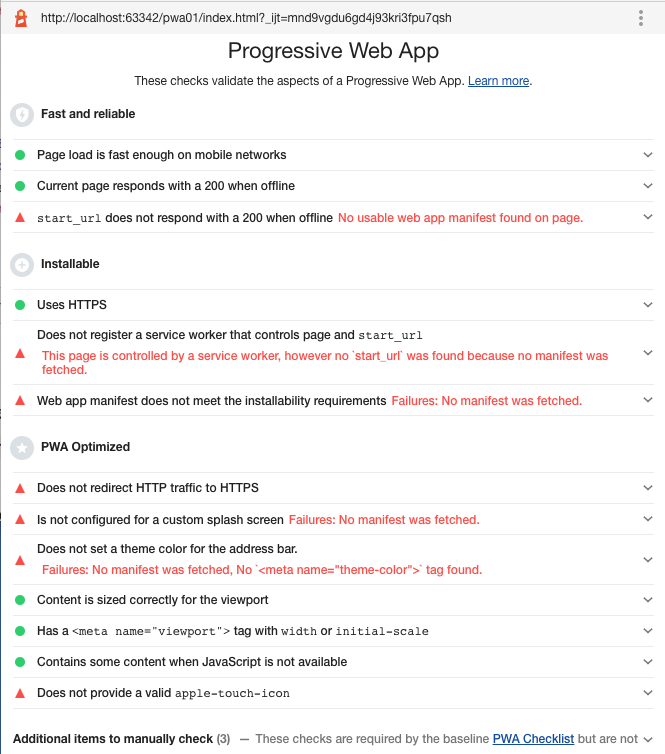 http://localhost:63342/pwa01/index.html?_ijt=mnd9vgdu6gd4j93kri3fpu7qsh
Progressive Web App
These checks validate the aspects of a Progressive Web App. Learn more.
Fast and reliable
Page load is fast enough on mobile networks
Current page responds with a 200 when offline
start_url does not respond with a 200 when offline No usable web app manifest found on page.
Installable
Uses HTTPS
Does not register a service worker that controls page and start_url
This page is controlled by a service worker, however no `start_url` was found because no manifest was
fetched.
Web app manifest does not meet the installability requirements Failures: No manifest was fetched.
PWA Optimized
Does not redirect HTTP traffic to HTTPS
Is not configured for a custom splash screen Failures: No manifest was fetched.
Does not set a theme color for the address bar.
Failures: No manifest was fetched, No `<meta name="theme-color">` tag found.
Content is sized correctly for the viewport
Has a <meta name="viewport"> tag with width or initial-scale
Contains some content when JavaScript is not available
Does not provide a valid apple-touch-icon
Additional items to manually check (3) — These checks are required by the baseline PWA Checklist but are not